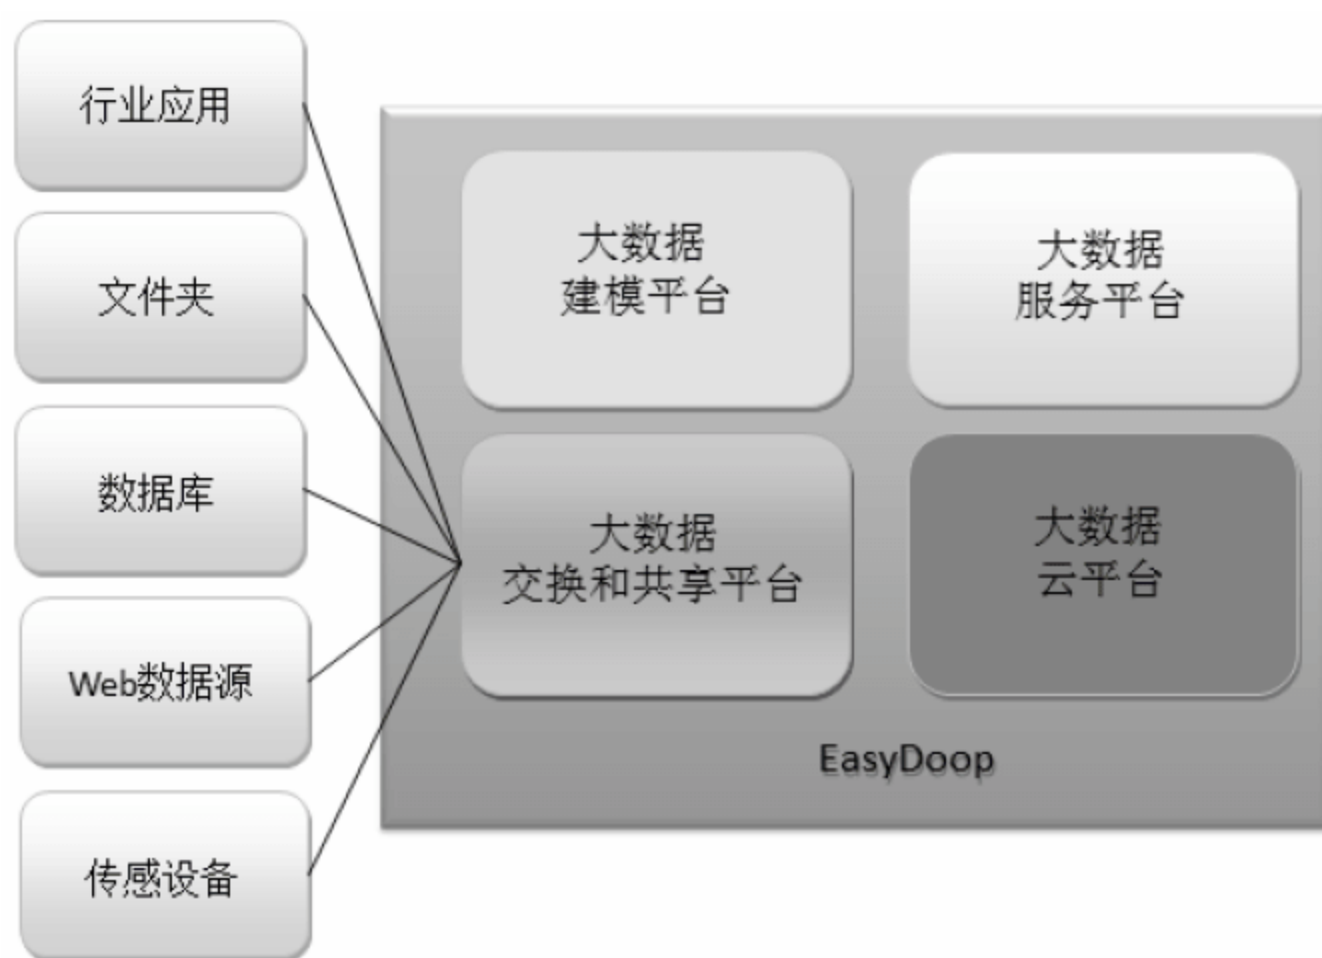 行业应用
文件夹
数据库
Web数据源
传感设备
大数据
建模平台
大数据
服务平台
大数据
交换和共享平台
大数据
云平台
EasyDoop